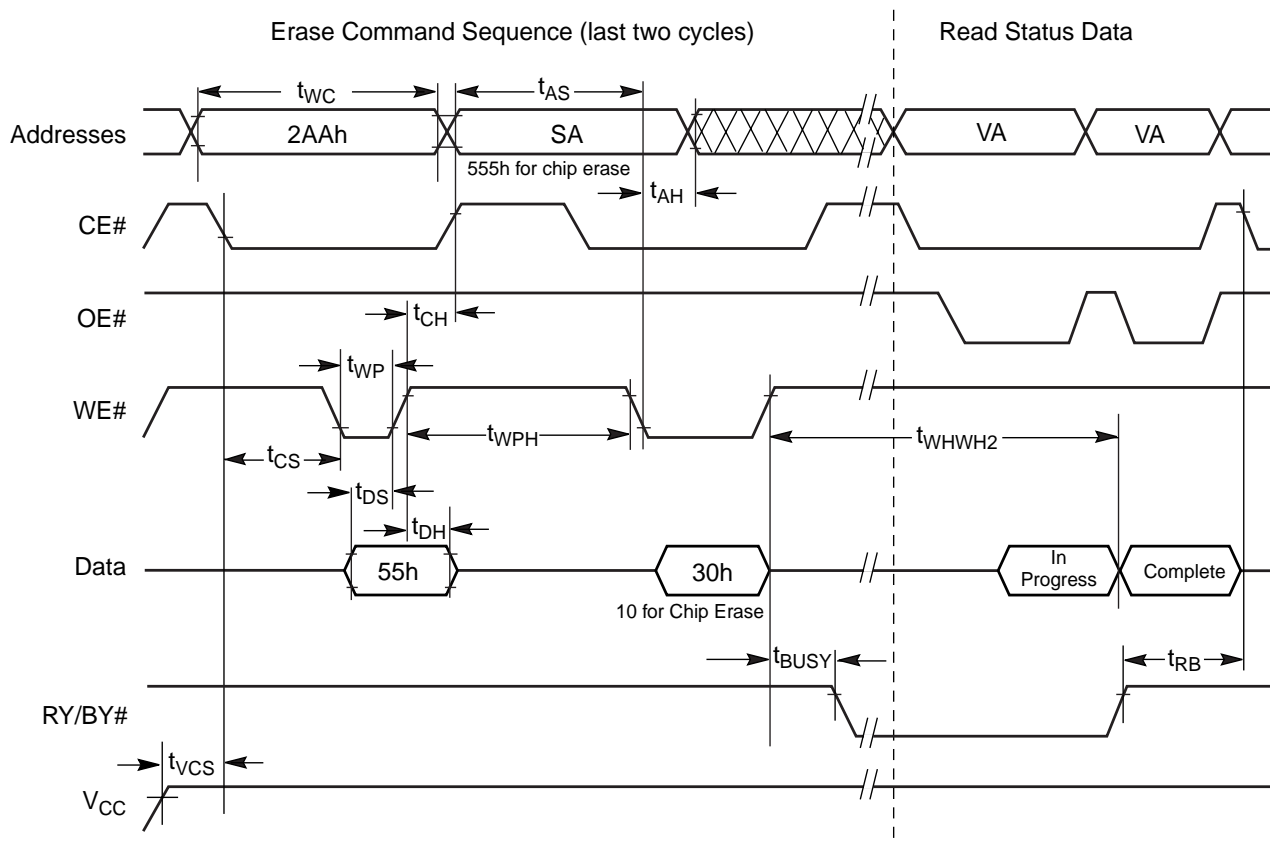 Erase Command Sequence (last two cycles)
Read Status Data
tWC
tAS
Addresses
2AAh
SA
VA
VA
555h for chip erase
tAH
CE#
OE#
tCH
tWP
WE#
tWPH
tWHWH2
tCS
tDS
tDH
Data
55h
30h
In
Progress
Complete
10 for Chip Erase
tBUSY
tRB
RY/BY#
tVCS
VCC